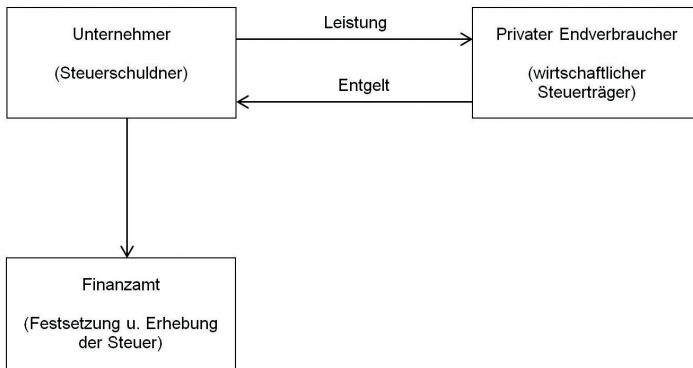 Unternehmer
(Steuerschuldner)
Leistung
Entgelt
Privater Endverbraucher
(wirtschaftlicher
Steuerträger)
Finanzamt
(Festsetzung u. Erhebung
der Steuer)